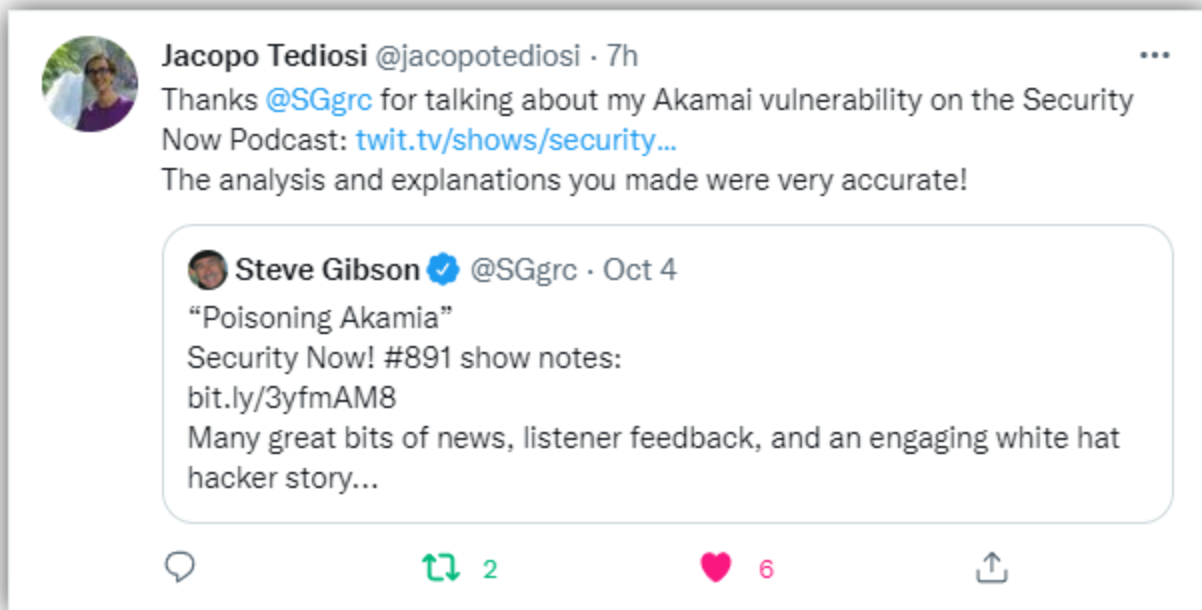 Jacopo Tediosi @jacopotediosi · 7h
Thanks @SGgrc for talking about my Akamai vulnerability on the Security
Now Podcast: twit.tv/shows/security...
The analysis and explanations you made were very accurate!
Steve Gibson @SGgrc · Oct 4
“Poisoning Akamia”
Security Now! #891 show notes:
bit.ly/3yfmAM8
Many great bits of news, listener feedback, and an engaging white hat
hacker story...
2 6